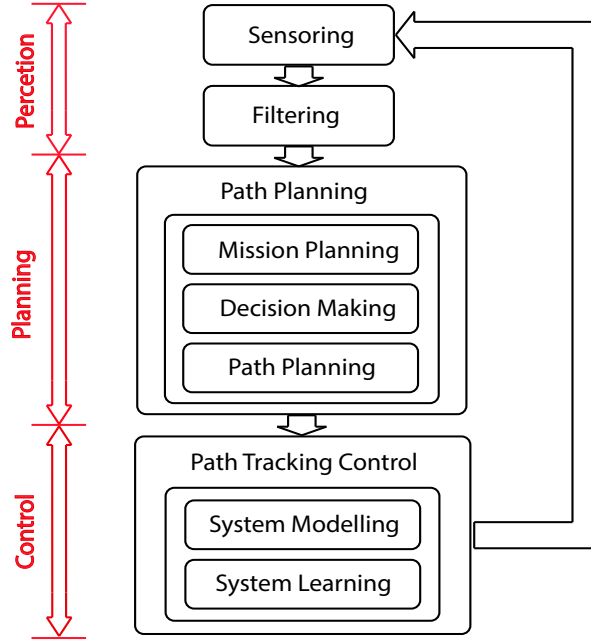 Sensoring
Filtering
Path Planning
Mission Planning
Decision Making
Path Planning
Path Tracking Control
System Modelling
System Learning
Percetion
Planning
Control